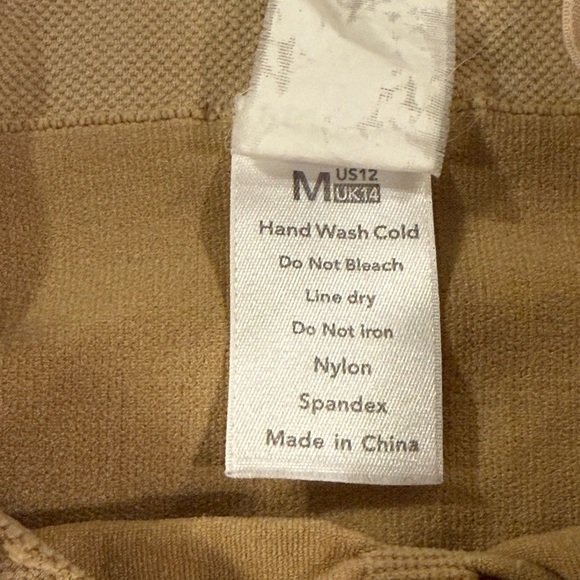 M US12
UK14
Hand Wash Cold
Do Not Bleach
Line dry
Do Not iron
Nylon
Spandex
Made in China